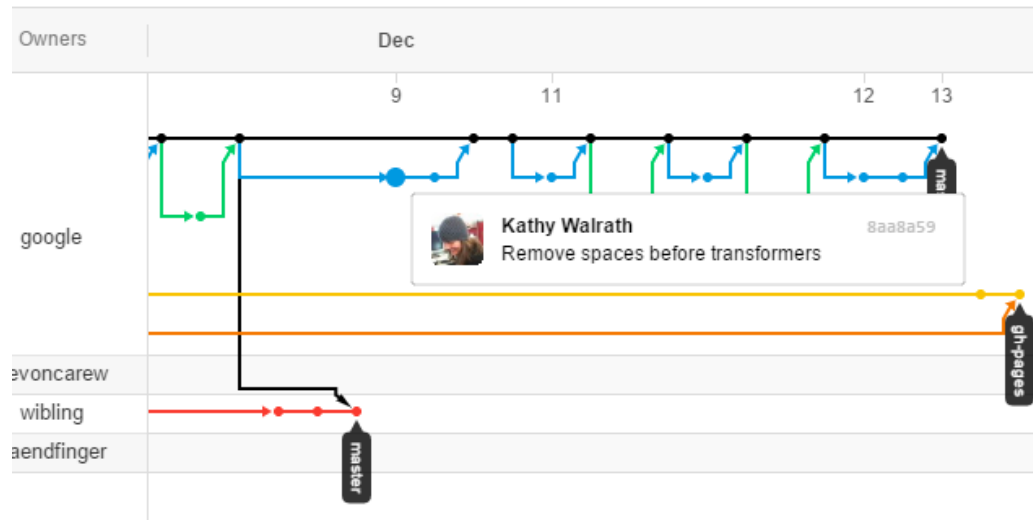 Owners
Dec
9 11 12 13
mas
google
Kathy Walrath 8aa8a59
Remove spaces before transformers
gh-pages
evoncarew
wibling
aendfinger
master